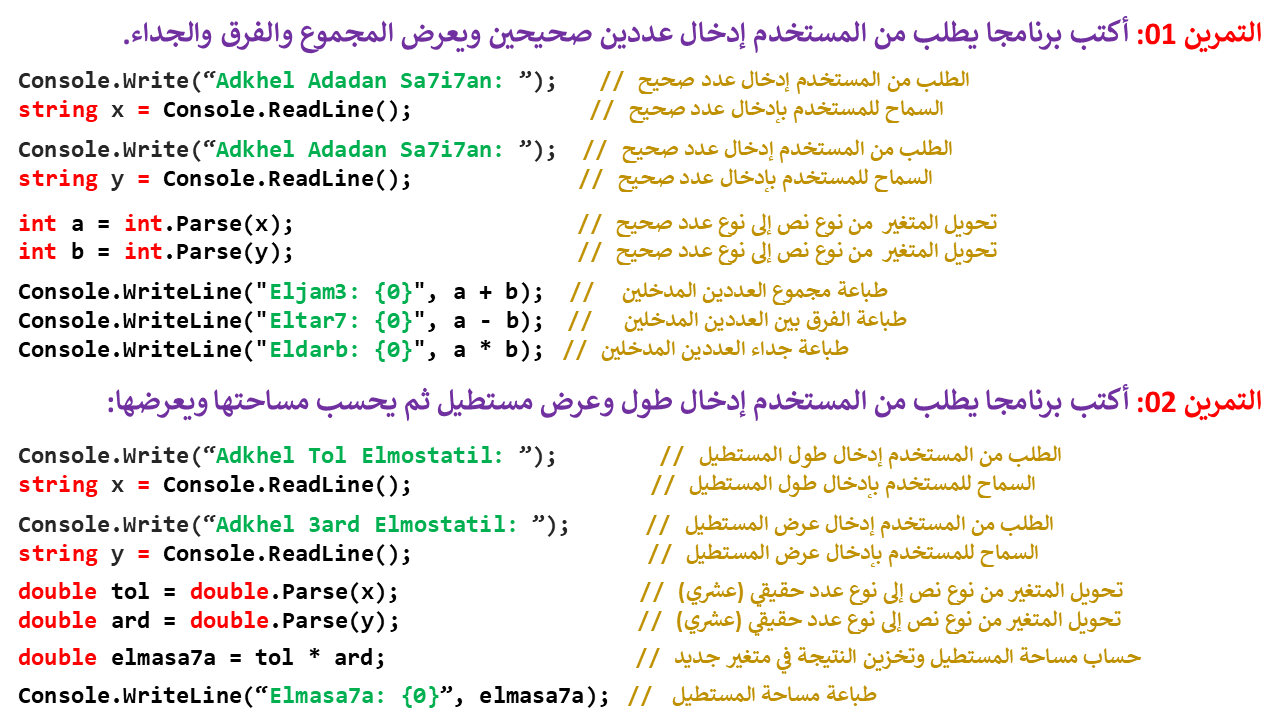 التمرين 01: أكتب برنامجا يطلب من المستخدم إدخال عددين صحيحين ويعرض المجموع والفرق والجداء.
Console.Write(“Adkhel Adadan Sa7i7an: ”); // الطلب من المستخدم إدخال عدد صحيح
string x = Console.ReadLine(); // السماح للمستخدم بإدخال عدد صحيح
Console.Write(“Adkhel Adadan Sa7i7an: ”); // الطلب من المستخدم إدخال عدد صحيح
string y = Console.ReadLine(); // السماح للمستخدم بإدخال عدد صحيح
int a = int.Parse(x); // تحويل المتغير من نوع نص إلى نوع عدد صحيح
int b = int.Parse(y); // تحويل المتغير من نوع نص إلى نوع عدد صحيح
Console.WriteLine("Eljam3: {0}", a + b); // طباعة مجموع العددين المدخلين
Console.WriteLine("Eltar7: {0}", a - b); // طباعة الفرق بين العددين المدخلين
Console.WriteLine("Eldarb: {0}", a * b); // طباعة جداء العددين المدخلين
التمرين 02: أكتب برنامجا يطلب من المستخدم إدخال طول وعرض مستطيل ثم يحسب مساحتها ويعرضها:
Console.Write(“Adkhel Tol Elmostatil: ”); // الطلب من المستخدم إدخال طول المستطيل
string x = Console.ReadLine(); // السماح للمستخدم بإدخال طول المستطيل
Console.Write(“Adkhel 3ard Elmostatil: ”); // الطلب من المستخدم إدخال عرض المستطيل
string y = Console.ReadLine(); // السماح للمستخدم بإدخال عرض المستطيل
double tol = double.Parse(x); // تحويل المتغير من نوع نص إلى نوع عدد حقيقي (عشري)
double ard = double.Parse(y); // تحويل المتغير من نوع نص إلى نوع عدد حقيقي (عشري)
double elmasa7a = tol * ard; // حساب مساحة المستطيل وتخزين النتيجة في متغير جديد
Console.WriteLine(“Elmasa7a: {0}”, elmasa7a); // طباعة مساحة المستطيل